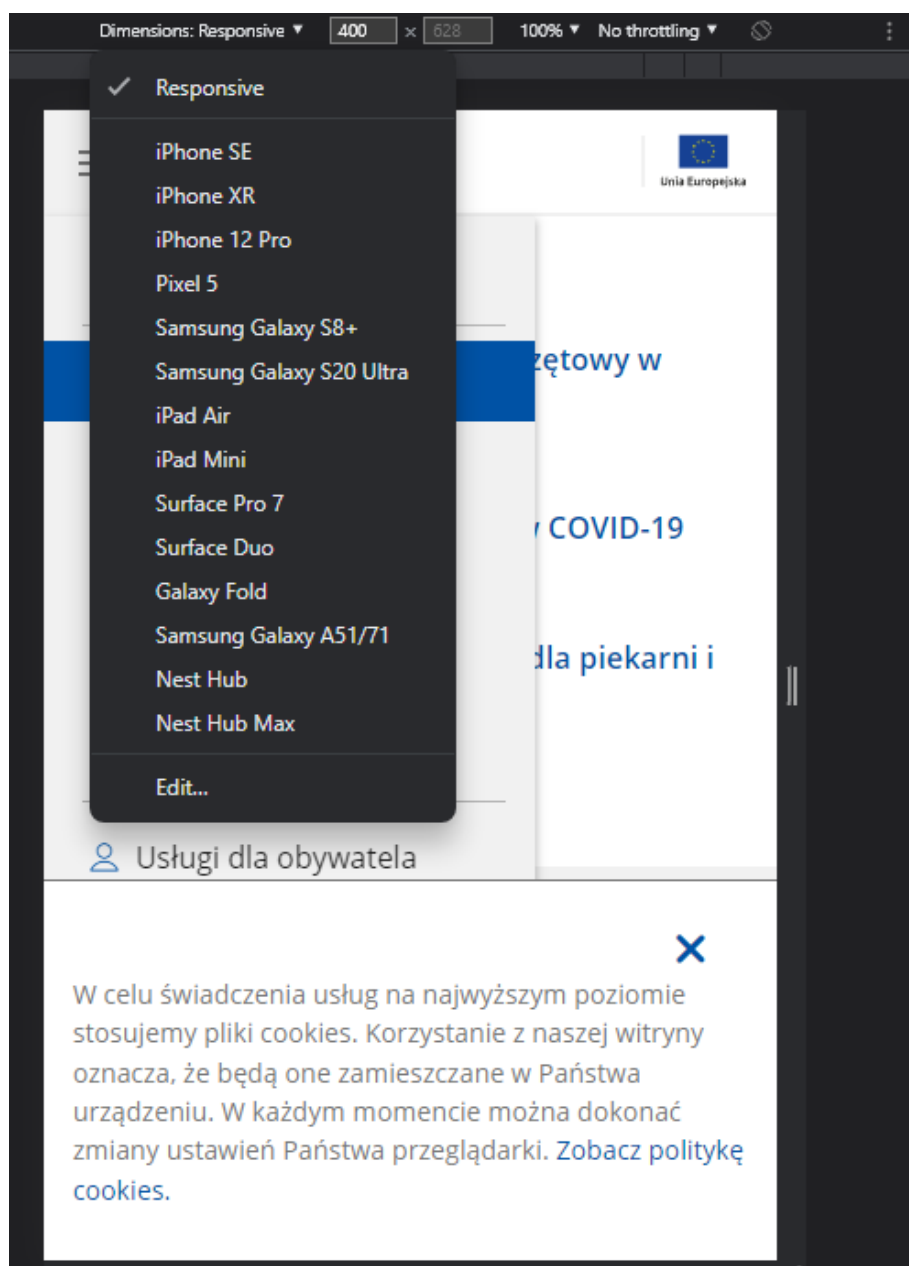 Dimensions: Responsive ▼ 400 × 628 100% ▼ No throttling ▼
Responsive
iPhone SE
iPhone XR
iPhone 12 Pro
Pixel 5
Samsung Galaxy S8+
Samsung Galaxy S20 Ultra
iPad Air
iPad Mini
Surface Pro 7
Surface Duo
Galaxy Fold
Samsung Galaxy A51/71
Nest Hub
Nest Hub Max
Edit...
Unia Europejska
zętowy w
COVID-19
dla piekarni i
Usługi dla obywatela
W celu świadczenia usług na najwyższym poziomie
stosujemy pliki cookies. Korzystanie z naszej witryny
oznacza, że będą one zamieszczane w Państwa
urządzeniu. W każdym momencie można dokonać
zmiany ustawień Państwa przeglądarki. Zobacz politykę
cookies.